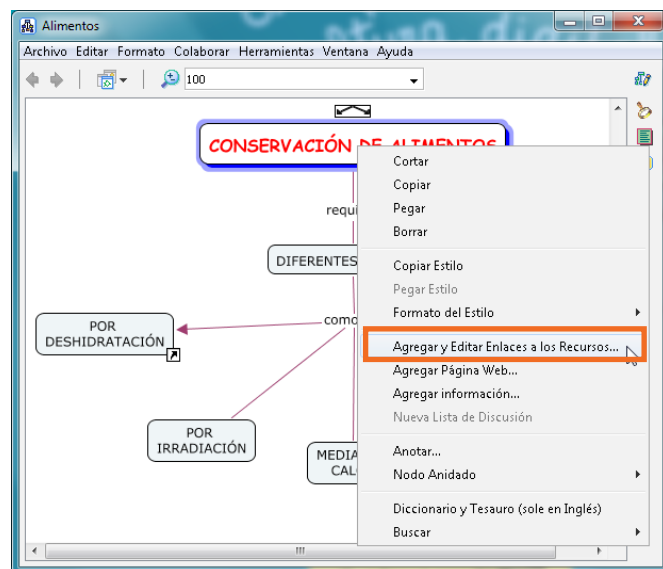 Alimentos
Archivo Editar Formato Colaborar Herramientas Ventana Ayuda
100
CONSERVACIÓN DE ALIMENTOS
requi
DIFERENTES
como
POR
DESHIDRATACIÓN
POR
IRRADIACIÓN
MEDIA
CAL
Cortar
Copiar
Pegar
Borrar
Copiar Estilo
Pegar Estilo
Formato del Estilo
Agregar y Editar Enlaces a los Recursos...
Agregar Página Web...
Agregar información...
Nueva Lista de Discusión
Anotar...
Nodo Anidado
Diccionario y Tesauro (sole en Inglés)
Buscar